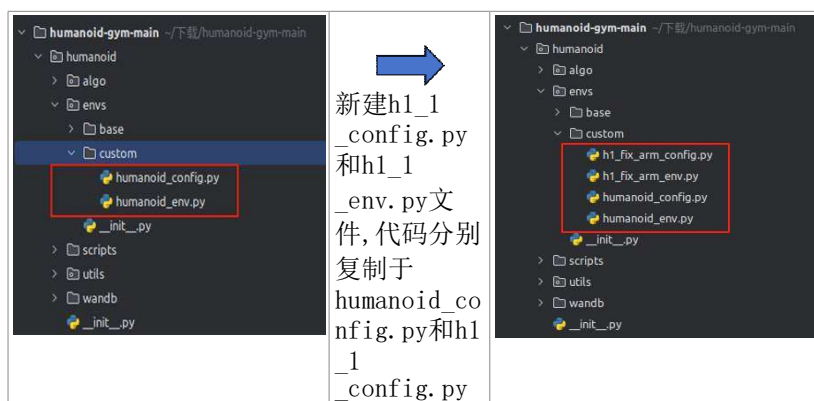 humanoid-gym-main ~/下载/humanoid-gym-main
humanoid
algo
envs
base
custom
humanoid_config.py
humanoid_env.py
__init__.py
scripts
utils
wandb
__init__.py
新建h1_1
_config.py
和h1_1
_env.py文
件,代码分别
复制于
humanoid_co
nfig.py和h1
_1
_config.py
humanoid-gym-main ~/下载/humanoid-gym-main
humanoid
algo
envs
base
custom
h1_fix_arm_config.py
h1_fix_arm_env.py
humanoid_config.py
humanoid_env.py
__init__.py
scripts
utils
wandb
__init__.py